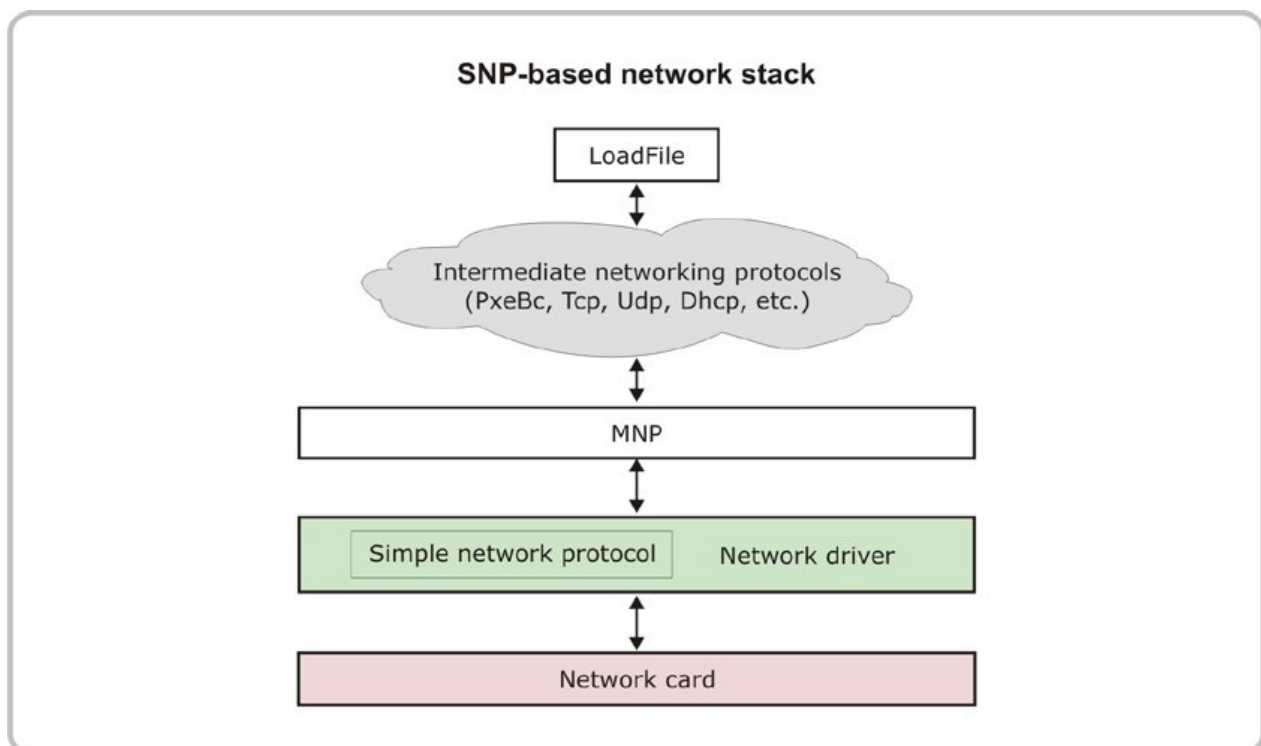 SNP-based network stack
LoadFile
Intermediate networking protocols
(PxeBc, Tcp, Udp, Dhcp, etc.)
MNP
Simple network protocol
Network driver
Network card